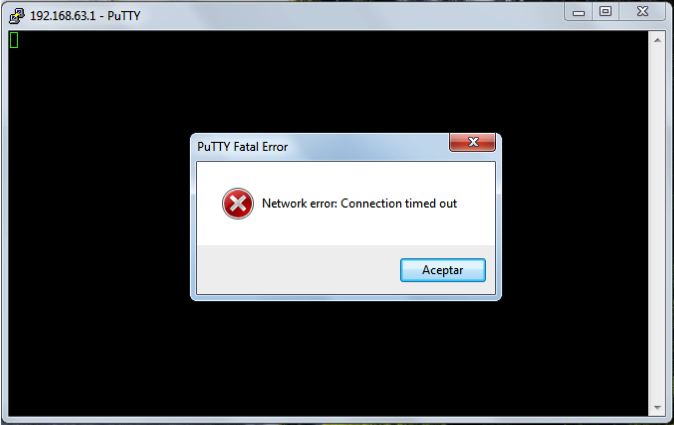 192.168.63.1 - PuTTY
PuTTY Fatal Error
Network error: Connection timed out
Aceptar